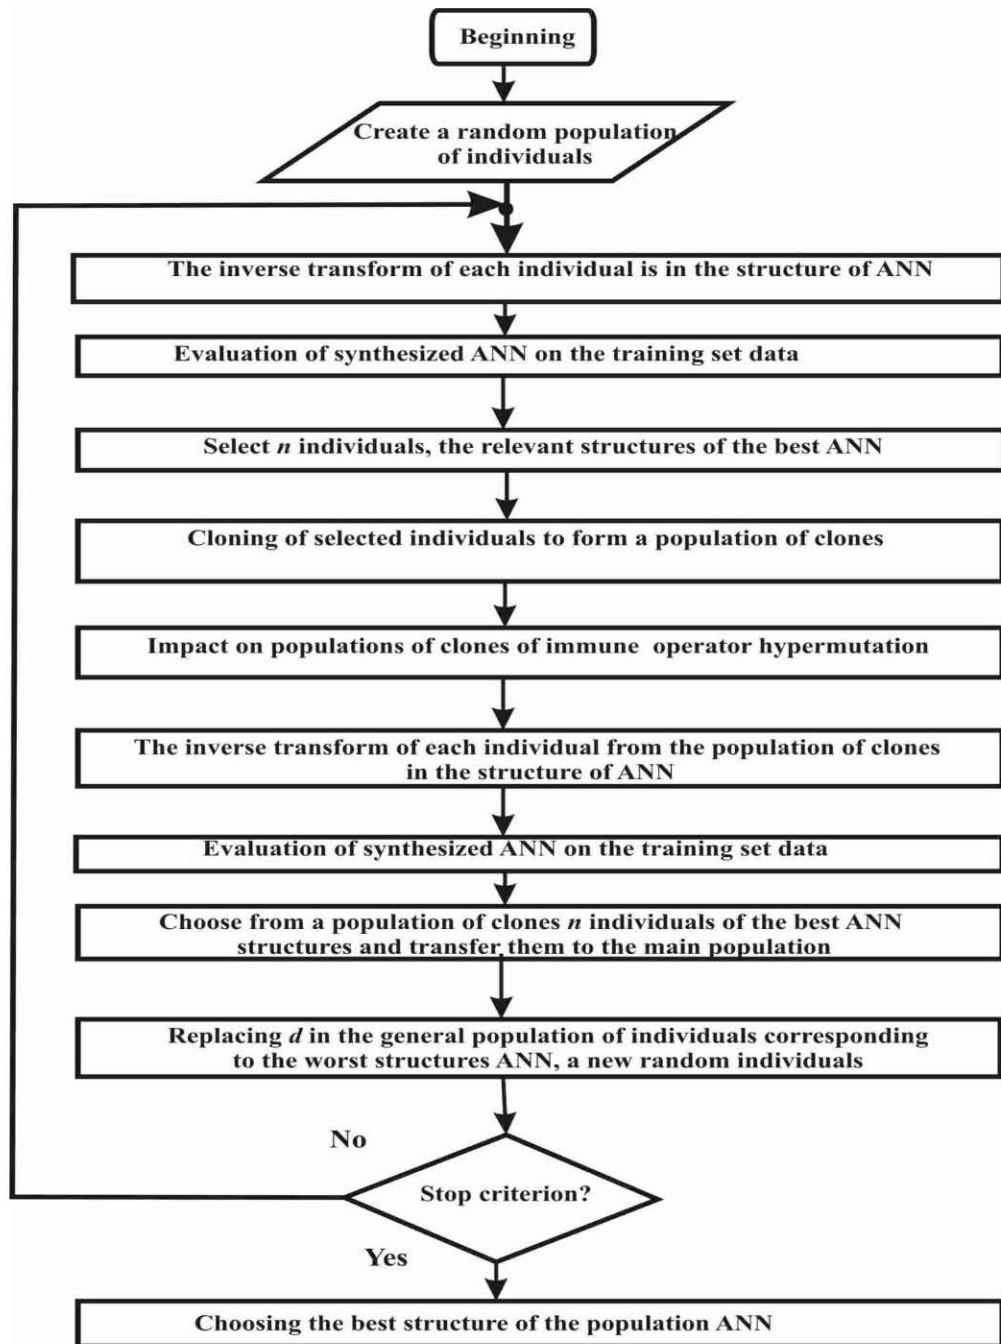 Beginning
Create a random population
of individuals
The inverse transform of each individual is in the structure of ANN
Evaluation of synthesized ANN on the training set data
Select n individuals, the relevant structures of the best ANN
Cloning of selected individuals to form a population of clones
Impact on populations of clones of immune operator hypermutation
The inverse transform of each individual from the population of clones
in the structure of ANN
Evaluation of synthesized ANN on the training set data
Choose from a population of clones n individuals of the best ANN
structures and transfer them to the main population
Replacing d in the general population of individuals corresponding
to the worst structures ANN, a new random individuals
No
Stop criterion?
Yes
Choosing the best structure of the population ANN